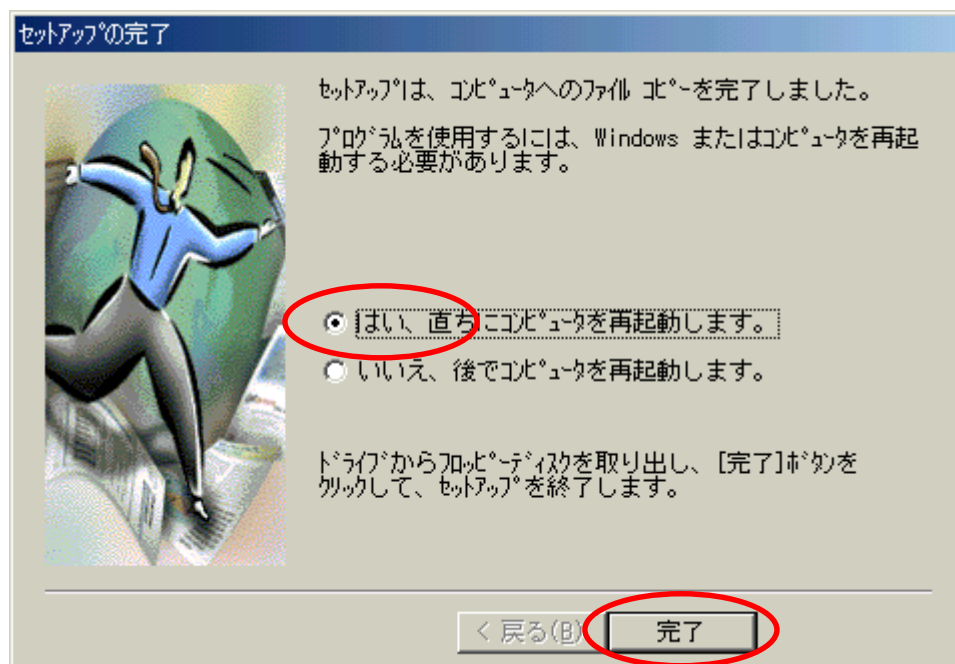 ｾｯﾄｱｯﾌﾟの完了
ｾｯﾄｱｯﾌﾟは、ｺﾝﾋﾟｭｰﾀへのﾌｧｲﾙ ｺﾋﾟｰを完了しました。
ﾌﾟﾛｸﾞﾗﾑを使用するには、Windows またはｺﾝﾋﾟｭｰﾀを再起
動する必要があります。
はい、直ちにｺﾝﾋﾟｭｰﾀを再起動します。
いいえ、後でｺﾝﾋﾟｭｰﾀを再起動します。
ﾄﾞﾗｲﾌﾞからﾌﾛｯﾋﾟｰﾃﾞｨｽｸを取り出し、[完了]ﾎﾞﾀﾝを
ｸﾘｯｸして、ｾｯﾄｱｯﾌﾟを終了します。
< 戻る(B)
完了